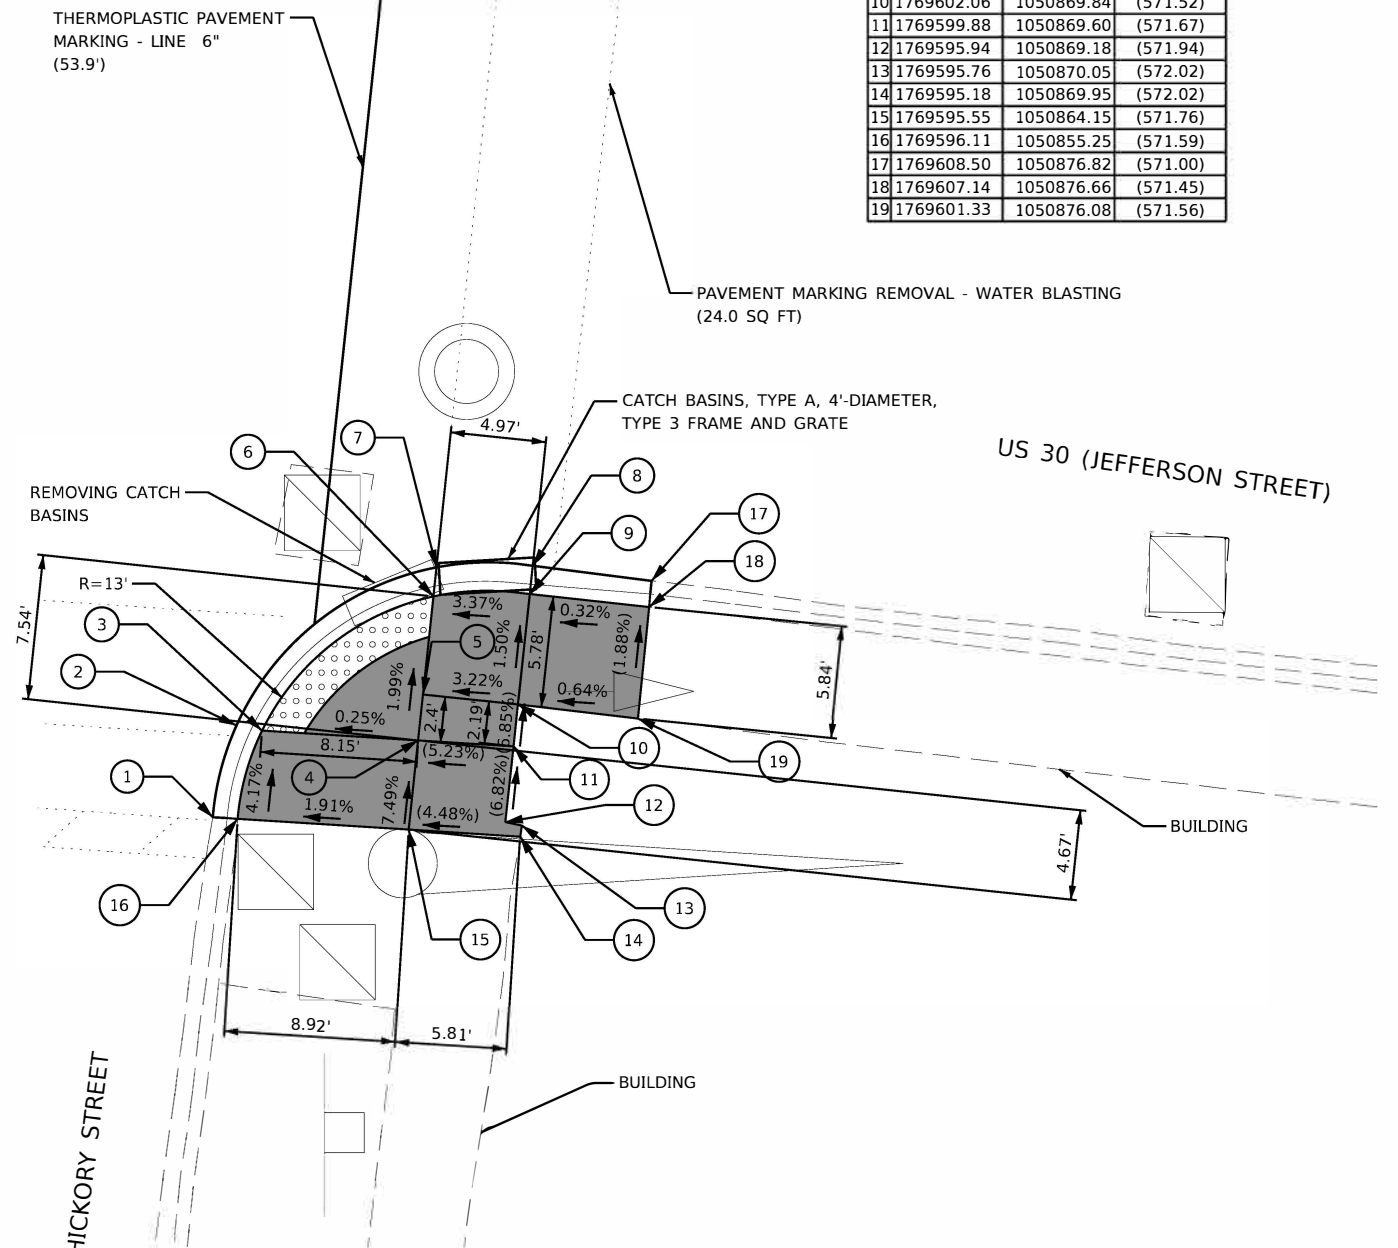 THERMOPLASTIC PAVEMENT
MARKING - LINE 6"
(53.9')
10 1769602.06 1050869.84 (571.52)
11 1769599.88 1050869.60 (571.67)
12 1769595.94 1050869.18 (571.94)
13 1769595.76 1050870.05 (572.02)
14 1769595.18 1050869.95 (572.02)
15 1769595.55 1050864.15 (571.76)
16 1769596.11 1050855.25 (571.59)
17 1769608.50 1050876.82 (571.00)
18 1769607.14 1050876.66 (571.45)
19 1769601.33 1050876.08 (571.56)
PAVEMENT MARKING REMOVAL - WATER BLASTING
(24.0 SQ FT)
CATCH BASINS, TYPE A, 4'-DIAMETER,
TYPE 3 FRAME AND GRATE
4.97'
US 30 (JEFFERSON STREET)
7
6
8
REMOVING CATCH
BASINS
17
9
18
R=13'
7.54'
3
2
3.37%
0.32%
5
1.50%
5.78'
(1.88%)
1.99%
3.22%
0.64%
5.84'
0.25%
2.4'
2.19'
(6.85%)
8.15'
(5.23%)
10
19
1
4
11
4.17%
1.91%
7.49%
(4.48%)
(6.82%)
12
BUILDING
4.67'
16
13
15
14
8.92'
5.81'
BUILDING
HICKORY STREET